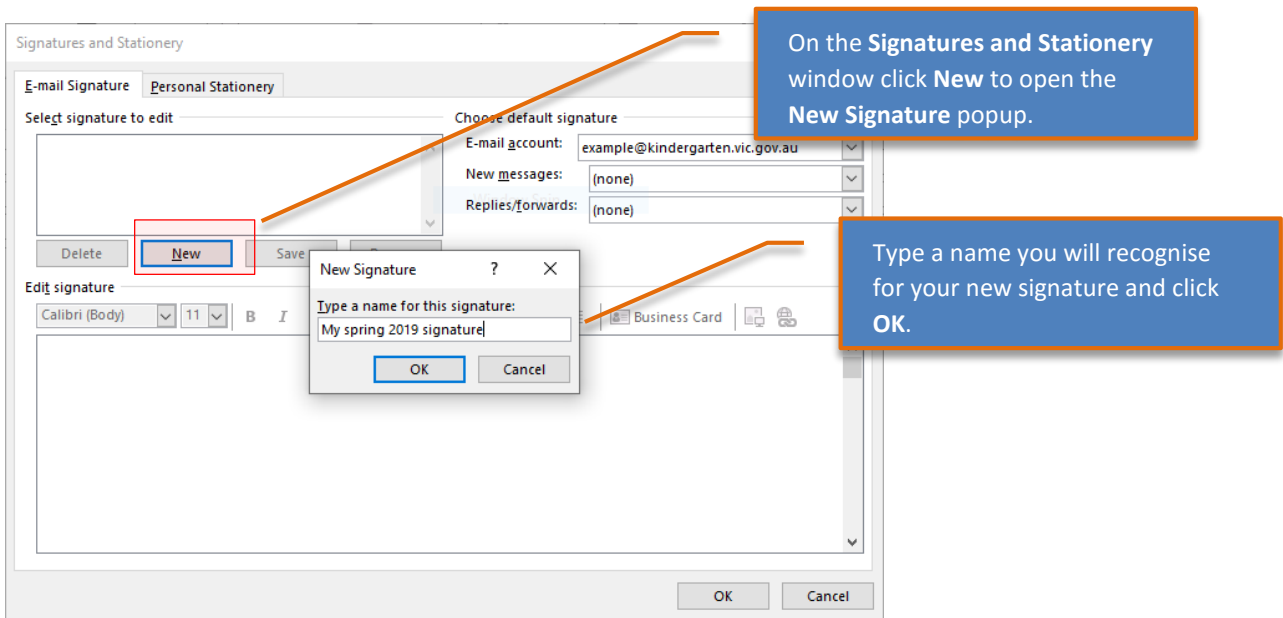 Signatures and Stationery
On the Signatures and Stationery
window click New to open the
New Signature popup.
E-mail Signature
Personal Stationery
Select signature to edit
Choose default signature
E-mail account:
example@kindergarten.vic.gov.au
New messages:
(none)
Replies/forwards:
(none)
Delete
New
Save
Type a name you will recognise
for your new signature and click
OK.
New Signature
?
Type a name for this signature:
My spring 2019 signature
OK
Cancel
Edit signature
Calibri (Body)
11
B
I
Business Card
OK
Cancel